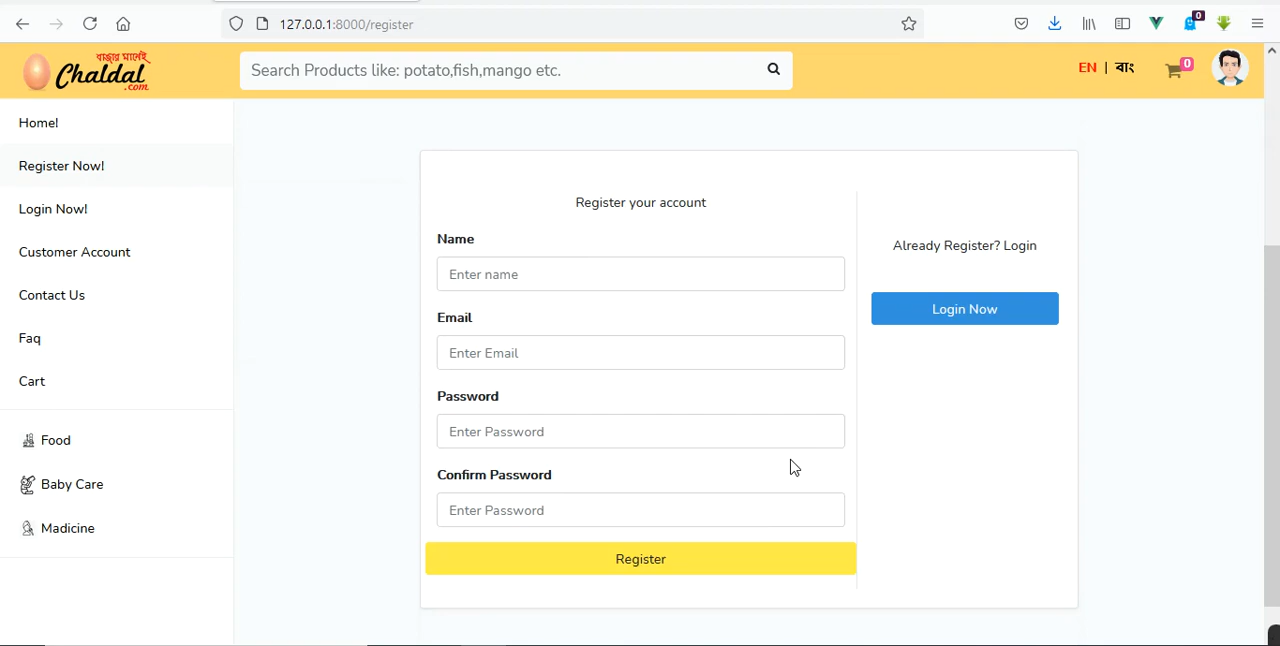 127.0.0.1:8000/register
0
বাজার মানেই
Chaldal
.com
Search Products like: potato,fish,mango etc.
EN | বাং
0
Home!
Register Now!
Login Now!
Customer Account
Contact Us
Faq
Cart
Food
Baby Care
Madicine
Register your account
Name
Enter name
Email
Enter Email
Password
Enter Password
Confirm Password
Enter Password
Register
Already Register? Login
Login Now